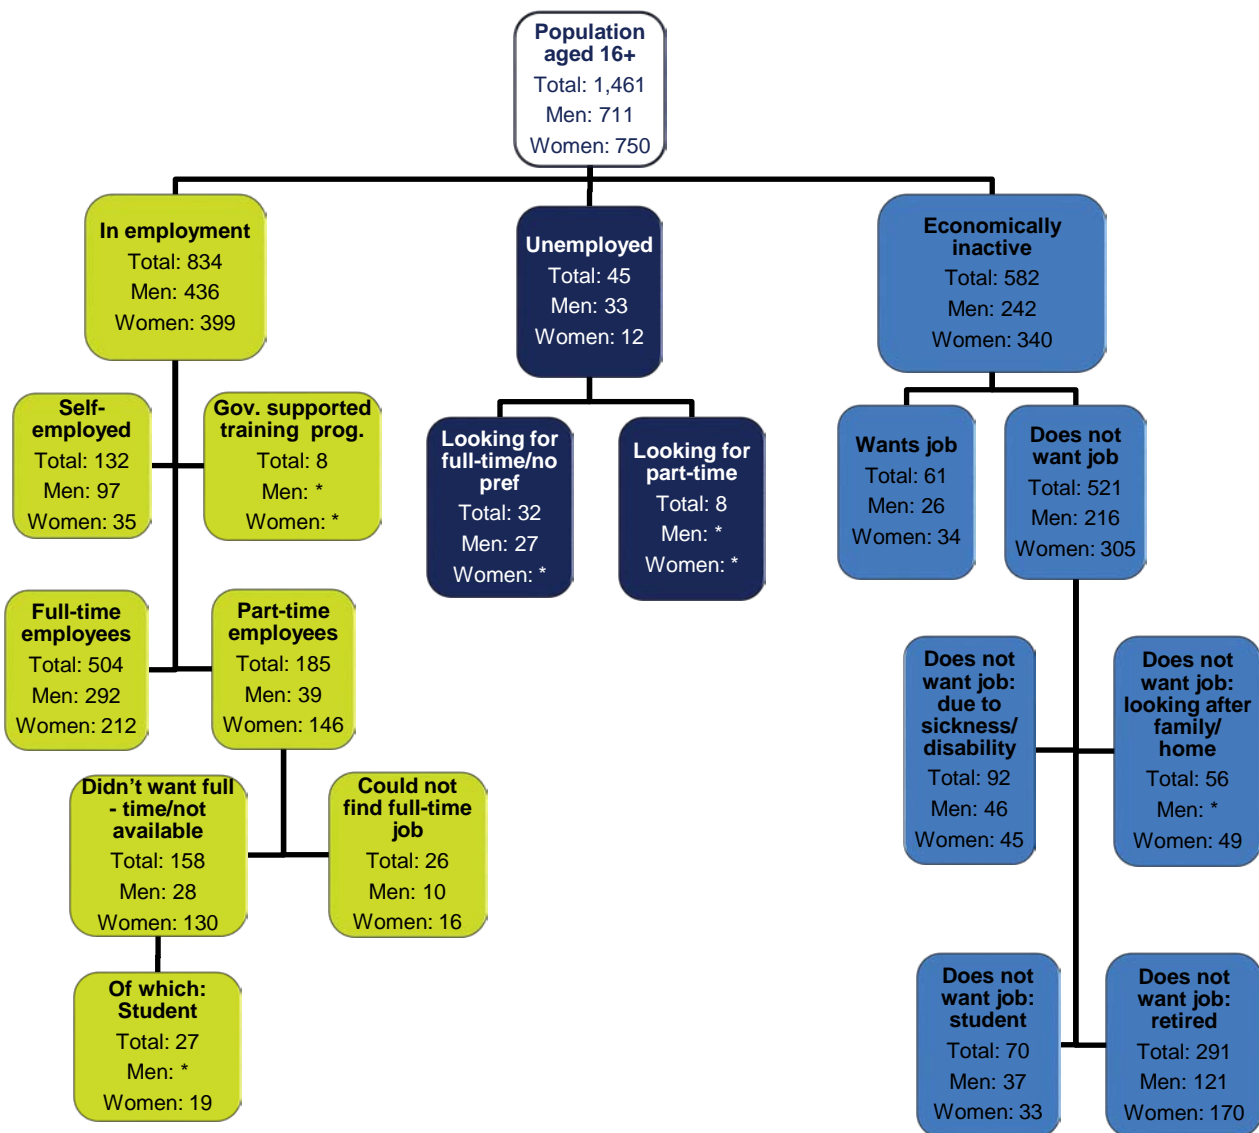 Population
aged 16+
Total: 1,461
Men: 711
Women: 750
In employment
Total: 834
Men: 436
Women: 399
Unemployed
Total: 45
Men: 33
Women: 12
Economically
inactive
Total: 582
Men: 242
Women: 340
Self-
employed
Total: 132
Men: 97
Women: 35
Gov. supported
training prog.
Total: 8
Men: *
Women: *
Looking for
full-time/no
pref
Total: 32
Men: 27
Women: *
Looking for
part-time
Total: 8
Men: *
Women: *
Wants job
Total: 61
Men: 26
Women: 34
Does not
want job
Total: 521
Men: 216
Women: 305
Full-time
employees
Total: 504
Men: 292
Women: 212
Part-time
employees
Total: 185
Men: 39
Women: 146
Does not
want job:
due to
sickness/
disability
Total: 92
Men: 46
Women: 45
Does not
want job:
looking after
family/
home
Total: 56
Men: *
Women: 49
Didn't want full
- time/not
available
Total: 158
Men: 28
Women: 130
Could not
find full-time
job
Total: 26
Men: 10
Women: 16
Of which:
Student
Total: 27
Men: *
Women: 19
Does not
want job:
student
Total: 70
Men: 37
Women: 33
Does not
want job:
retired
Total: 291
Men: 121
Women: 170